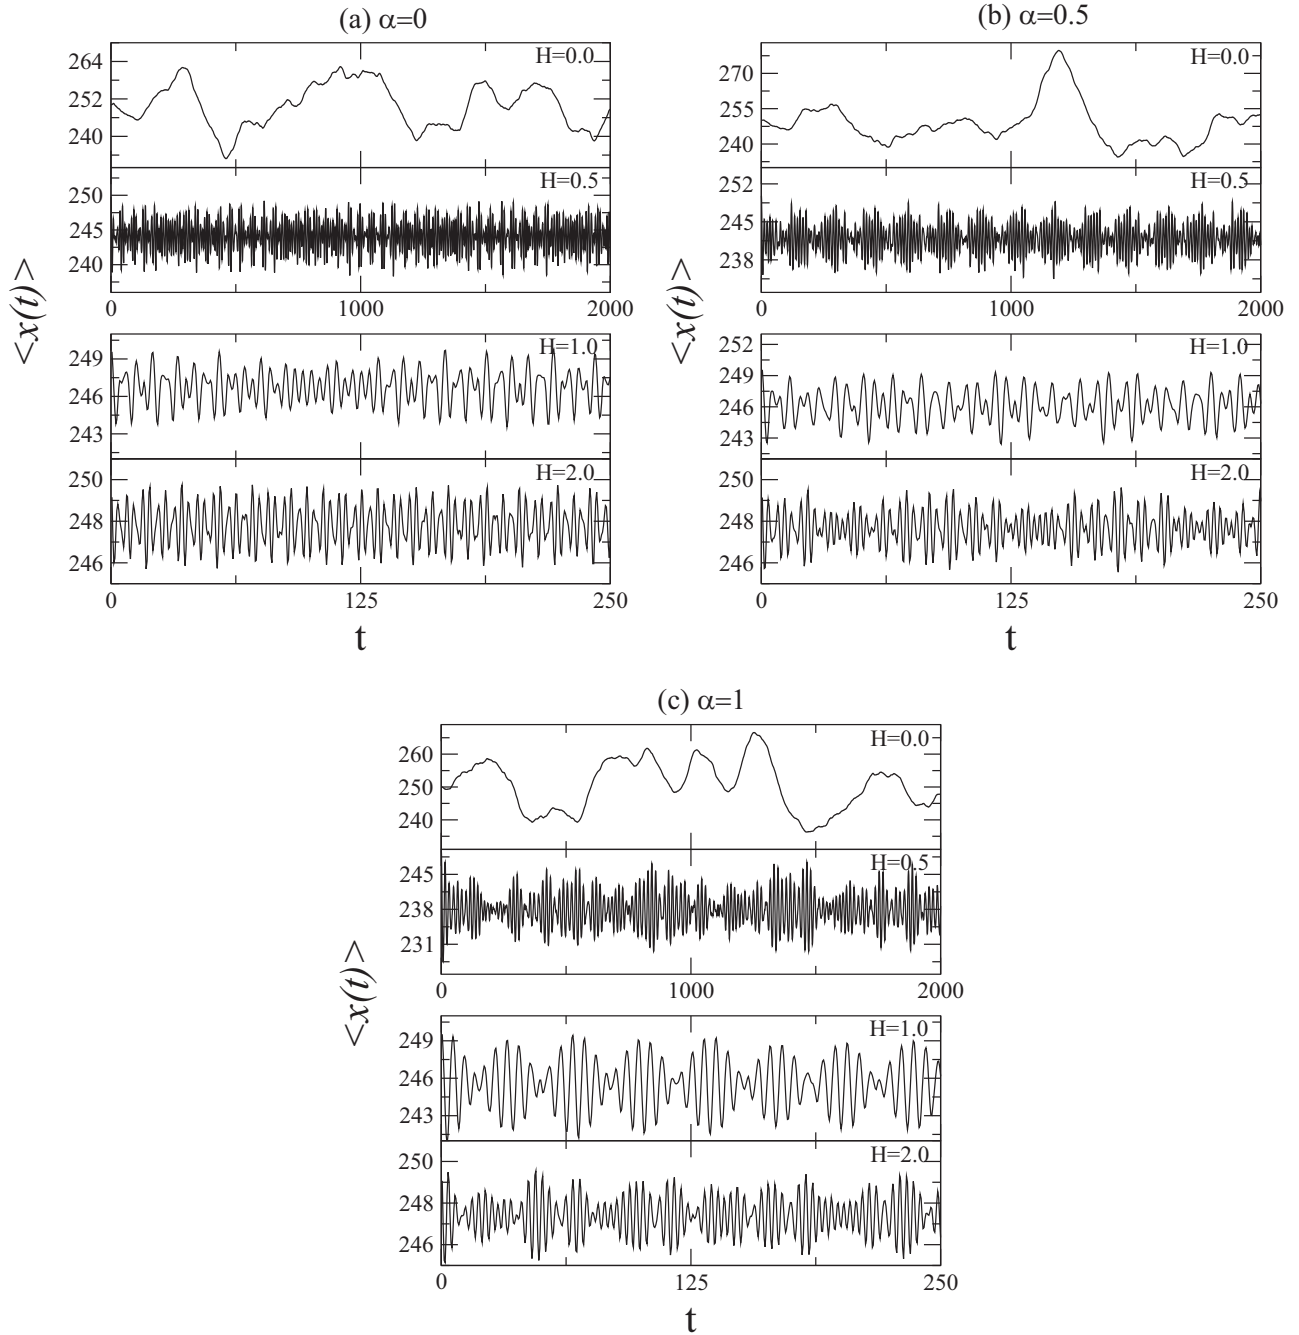 (a) α=0
H=0.0
264
252
240
H=0.5
250
245
240
0 1000 2000
H=1.0
249
246
243
H=2.0
250
248
246
0 125 250
t
<x(t)>
(b) α=0.5
H=0.0
270
255
240
H=0.5
252
245
238
0 1000 2000
H=1.0
252
249
246
243
H=2.0
250
248
246
0 125 250
t
<x(t)>
(c) α=1
H=0.0
260
250
240
H=0.5
245
238
231
0 1000 2000
H=1.0
249
246
243
H=2.0
250
248
246
0 125 250
t
<x(t)>